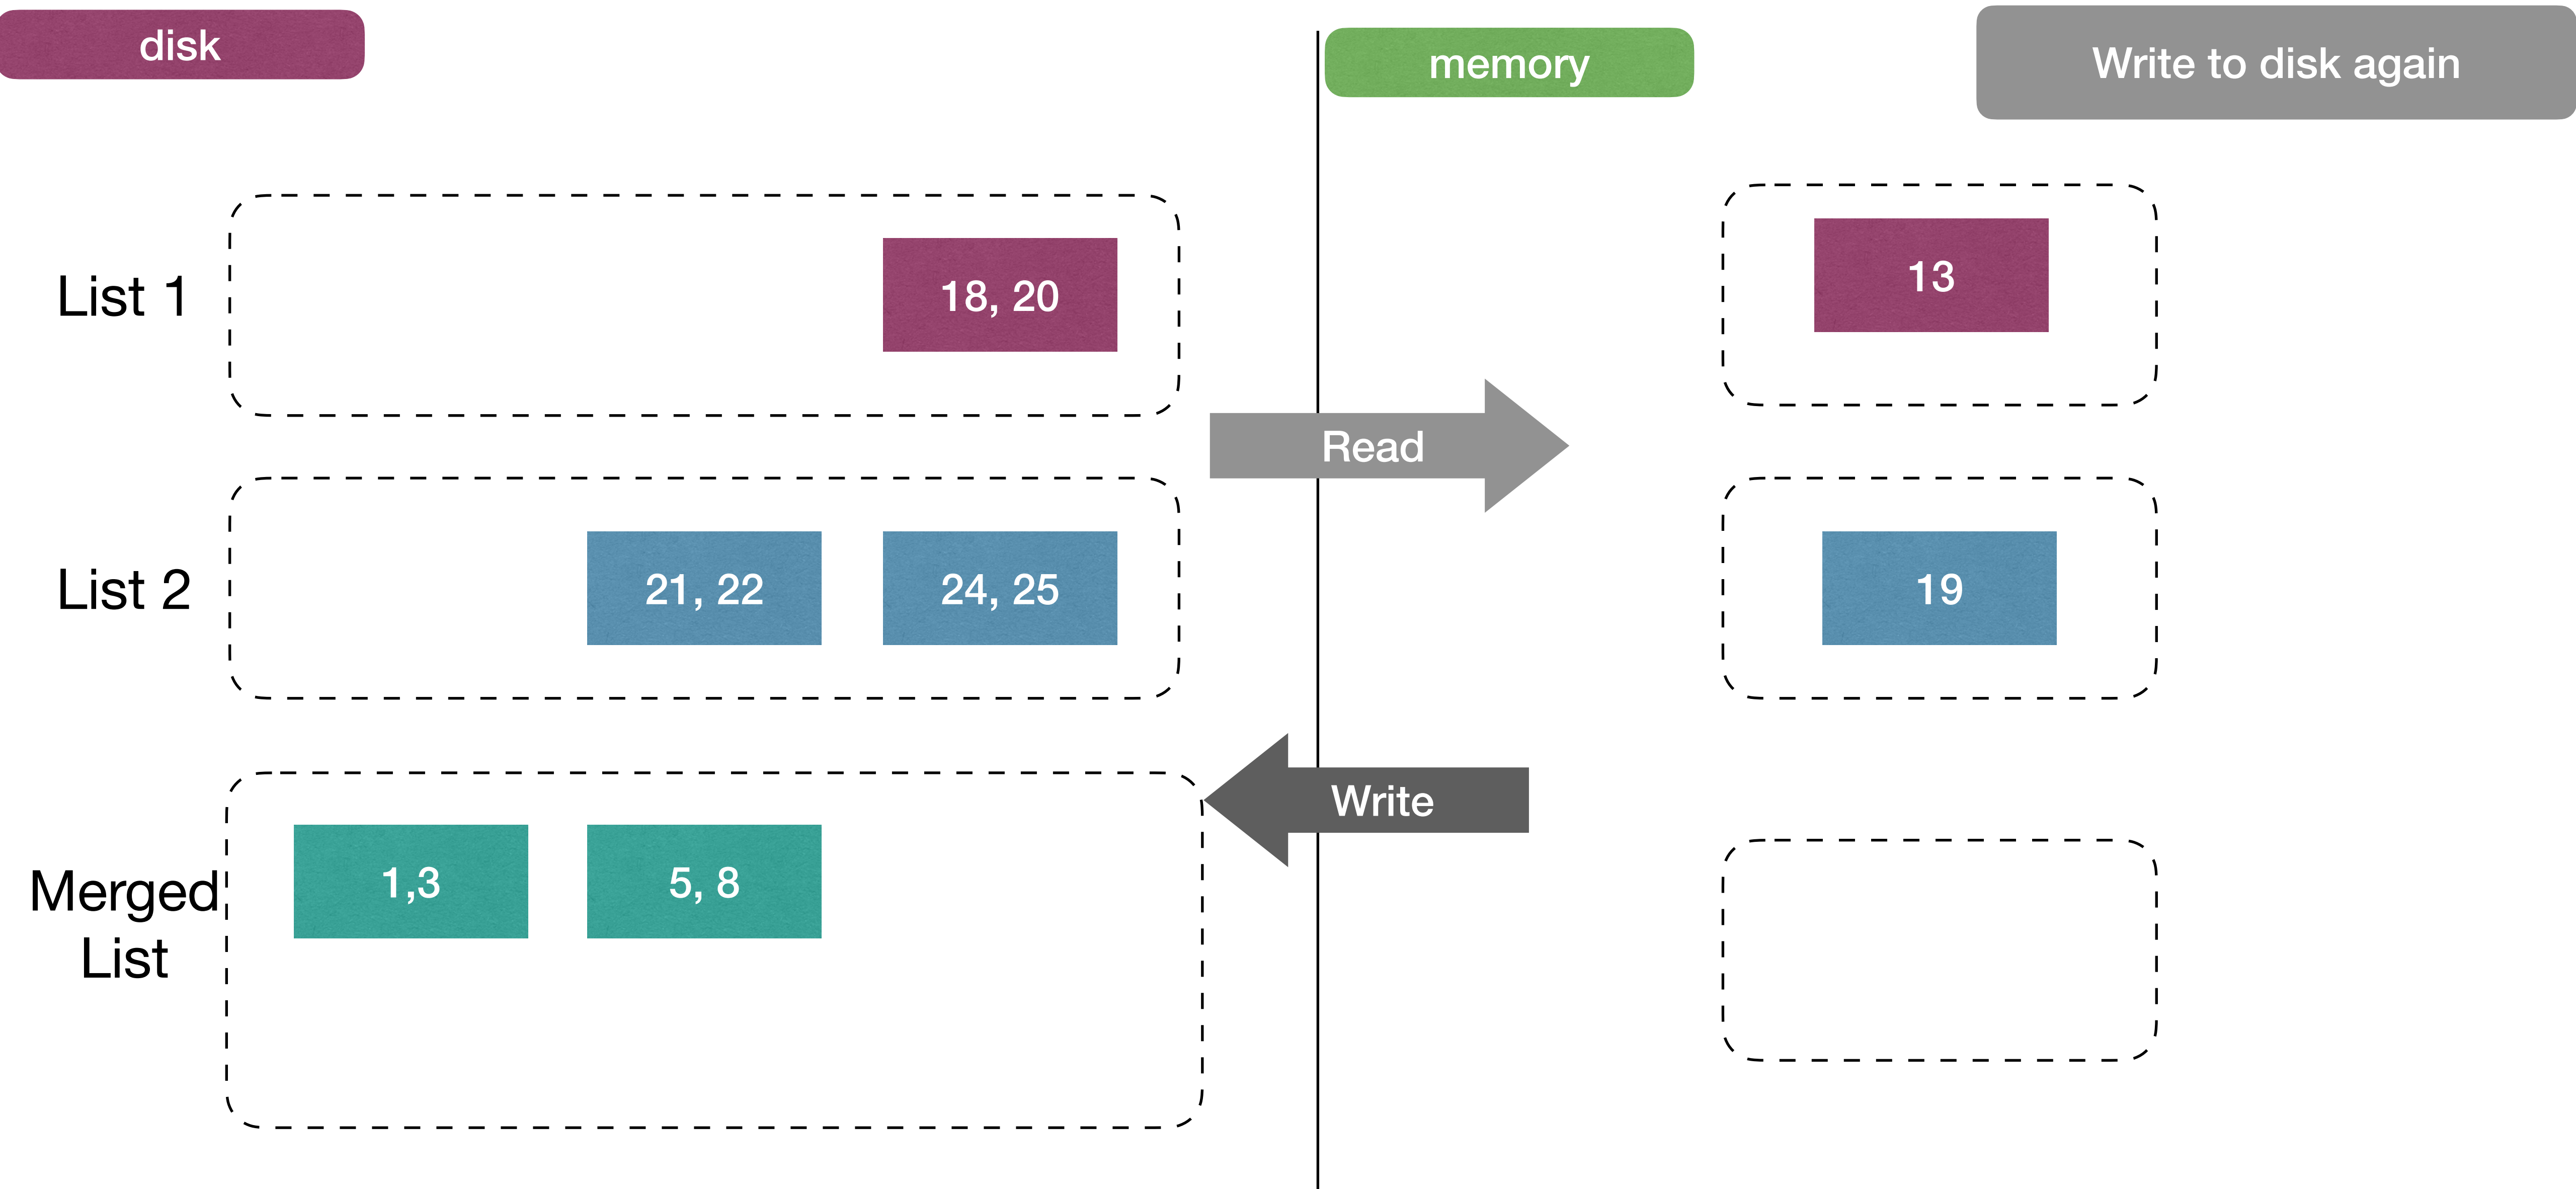 disk
memory
Write to disk again
List 1
18, 20
13
Read
List 2
21, 22
24, 25
19
Write
Merged
List
1,3
5, 8